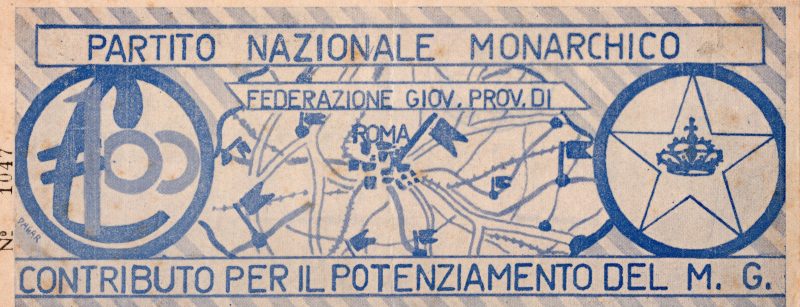 PARTITO NAZIONALE MONARCHICO
FEDERAZIONE GIOV. PROV. DI
ROMA
£100
CONTRIBUTO PER IL POTENZIAMENTO DEL M. G.
Nº 1047